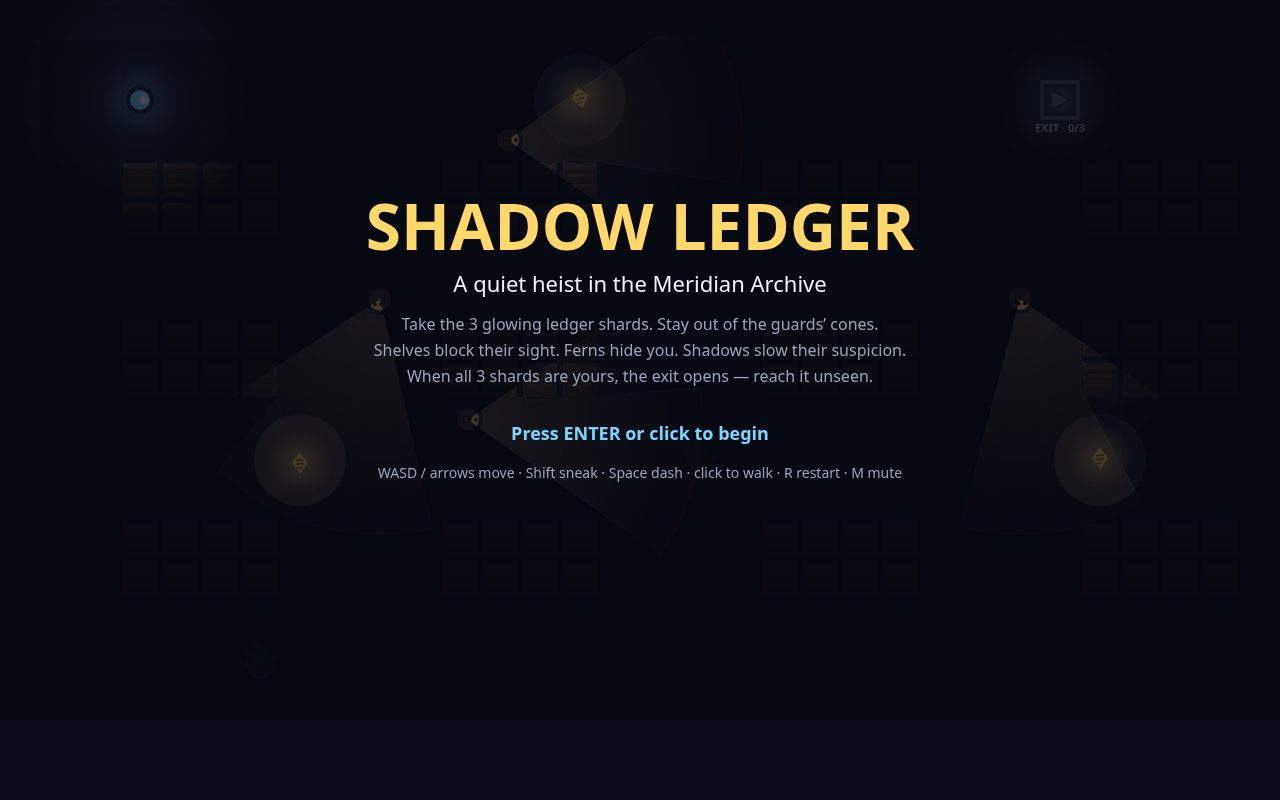 EXIT · 0/3
SHADOW LEDGER
A quiet heist in the Meridian Archive
Take the 3 glowing ledger shards. Stay out of the guards’ cones.
Shelves block their sight. Ferns hide you. Shadows slow their suspicion.
When all 3 shards are yours, the exit opens — reach it unseen.
Press ENTER or click to begin
WASD / arrows move · Shift sneak · Space dash · click to walk · R restart · M mute